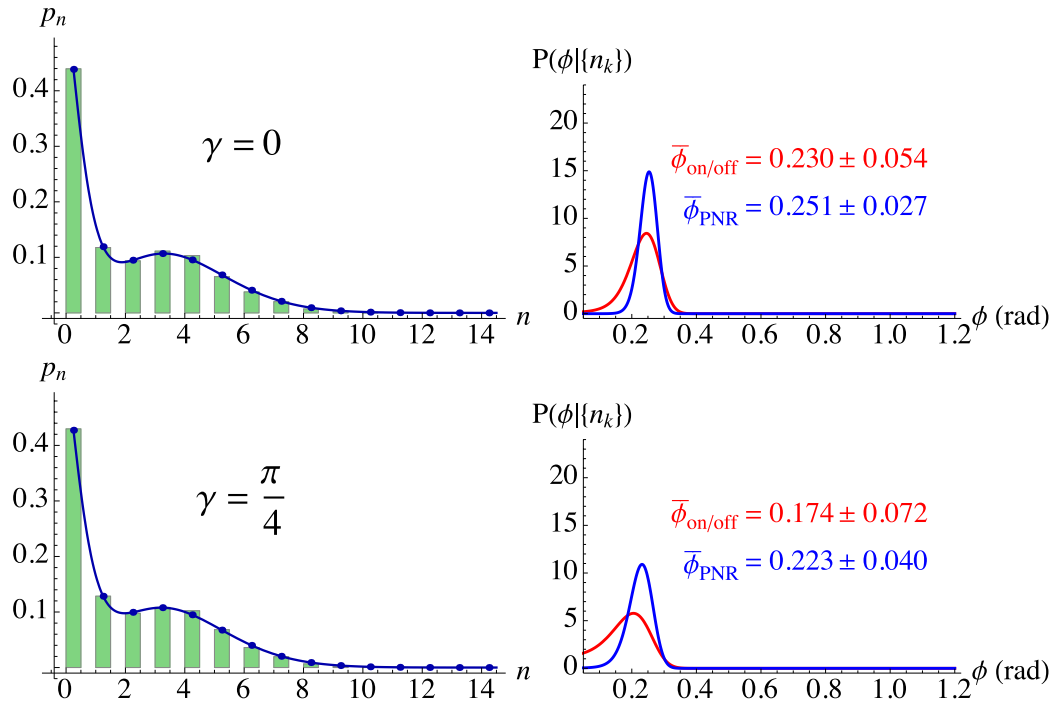 p_n
0.4
0.3
0.2
0.1
0 2 4 6 8 10 12 14 n
γ = 0
P(ϕ|{n_k})
20
15
10
5
0
0.2 0.4 0.6 0.8 1.0 1.2 ϕ (rad)
ϕ̅_on/off = 0.230 ± 0.054
ϕ̅_PNR = 0.251 ± 0.027
p_n
0.4
0.3
0.2
0.1
0 2 4 6 8 10 12 14 n
γ = π/4
P(ϕ|{n_k})
20
15
10
5
0
0.2 0.4 0.6 0.8 1.0 1.2 ϕ (rad)
ϕ̅_on/off = 0.174 ± 0.072
ϕ̅_PNR = 0.223 ± 0.040